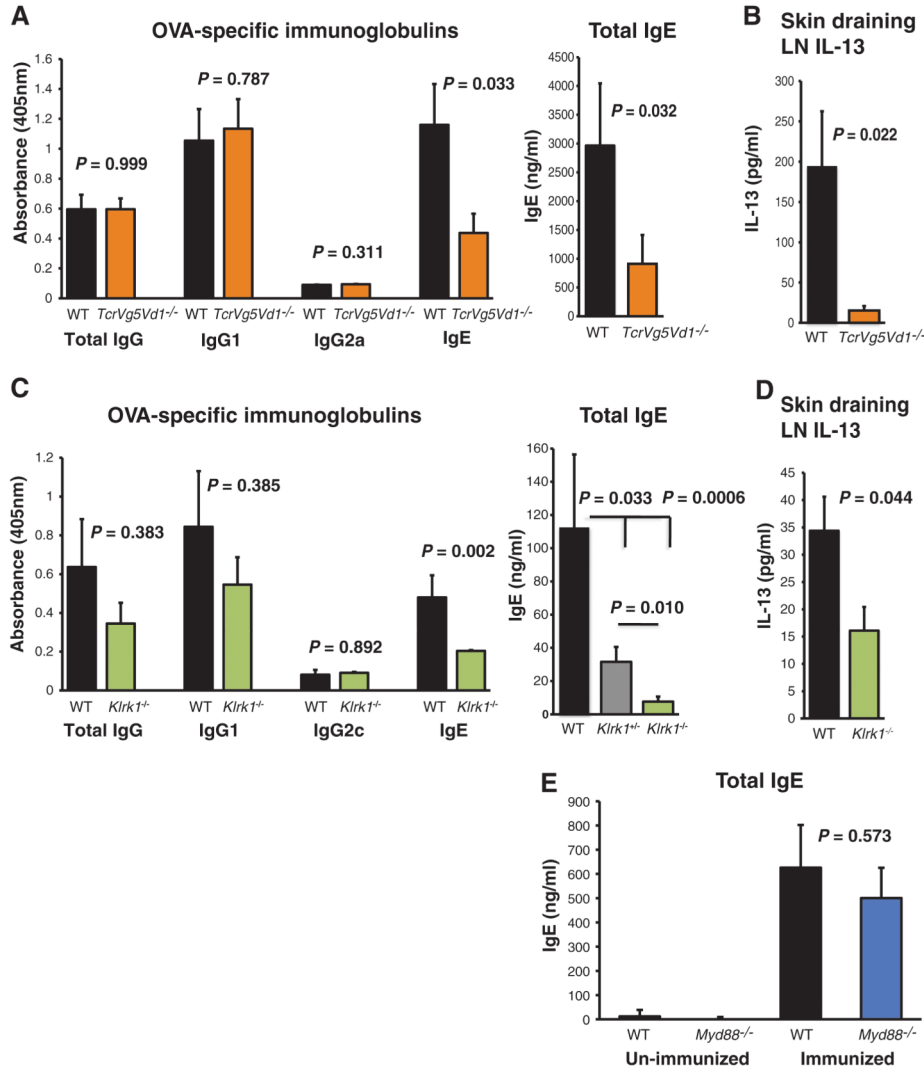 A
OVA-specific immunoglobulins
Absorbance (405nm)
1.6
1.4
1.2
1
0.8
0.6
0.4
0.2
0
P = 0.999
P = 0.787
P = 0.311
P = 0.033
WT TcrVg5Vd1-/- WT TcrVg5Vd1-/- WT TcrVg5Vd1-/- WT TcrVg5Vd1-/-
Total IgG IgG1 IgG2a IgE
Total IgE
IgE (ng/ml)
4500
4000
3500
3000
2500
2000
1500
1000
500
0
P = 0.032
WT TcrVg5Vd1-/-
B
Skin draining
LN IL-13
IL-13 (pg/ml)
300
250
200
150
100
50
0
P = 0.022
WT TcrVg5Vd1-/-
C
OVA-specific immunoglobulins
Absorbance (405nm)
1.2
1
0.8
0.6
0.4
0.2
0
P = 0.383
P = 0.385
P = 0.892
P = 0.002
WT Klrk1-/- WT Klrk1-/- WT Klrk1-/- WT Klrk1-/-
Total IgG IgG1 IgG2c IgE
Total IgE
IgE (ng/ml)
160
140
120
100
80
60
40
20
0
P = 0.033 P = 0.0006
P = 0.010
WT Klrk1+/- Klrk1-/-
D
Skin draining
LN IL-13
IL-13 (pg/ml)
45
40
35
30
25
20
15
10
5
0
P = 0.044
WT Klrk1-/-
E
Total IgE
IgE (ng/ml)
900
800
700
600
500
400
300
200
100
0
P = 0.573
WT Myd88-/- WT Myd88-/-
Un-immunized Immunized